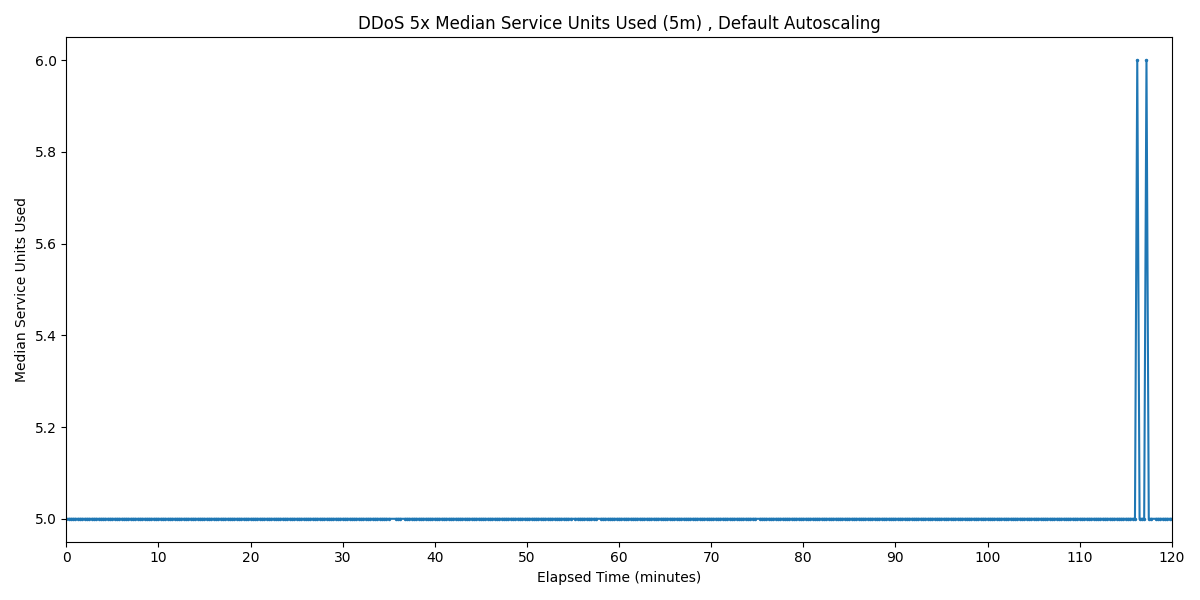 DDoS 5x Median Service Units Used (5m) , Default Autoscaling
6.0
5.8
5.6
5.4
5.2
5.0
Median Service Units Used
0 10 20 30 40 50 60 70 80 90 100 110 120
Elapsed Time (minutes)